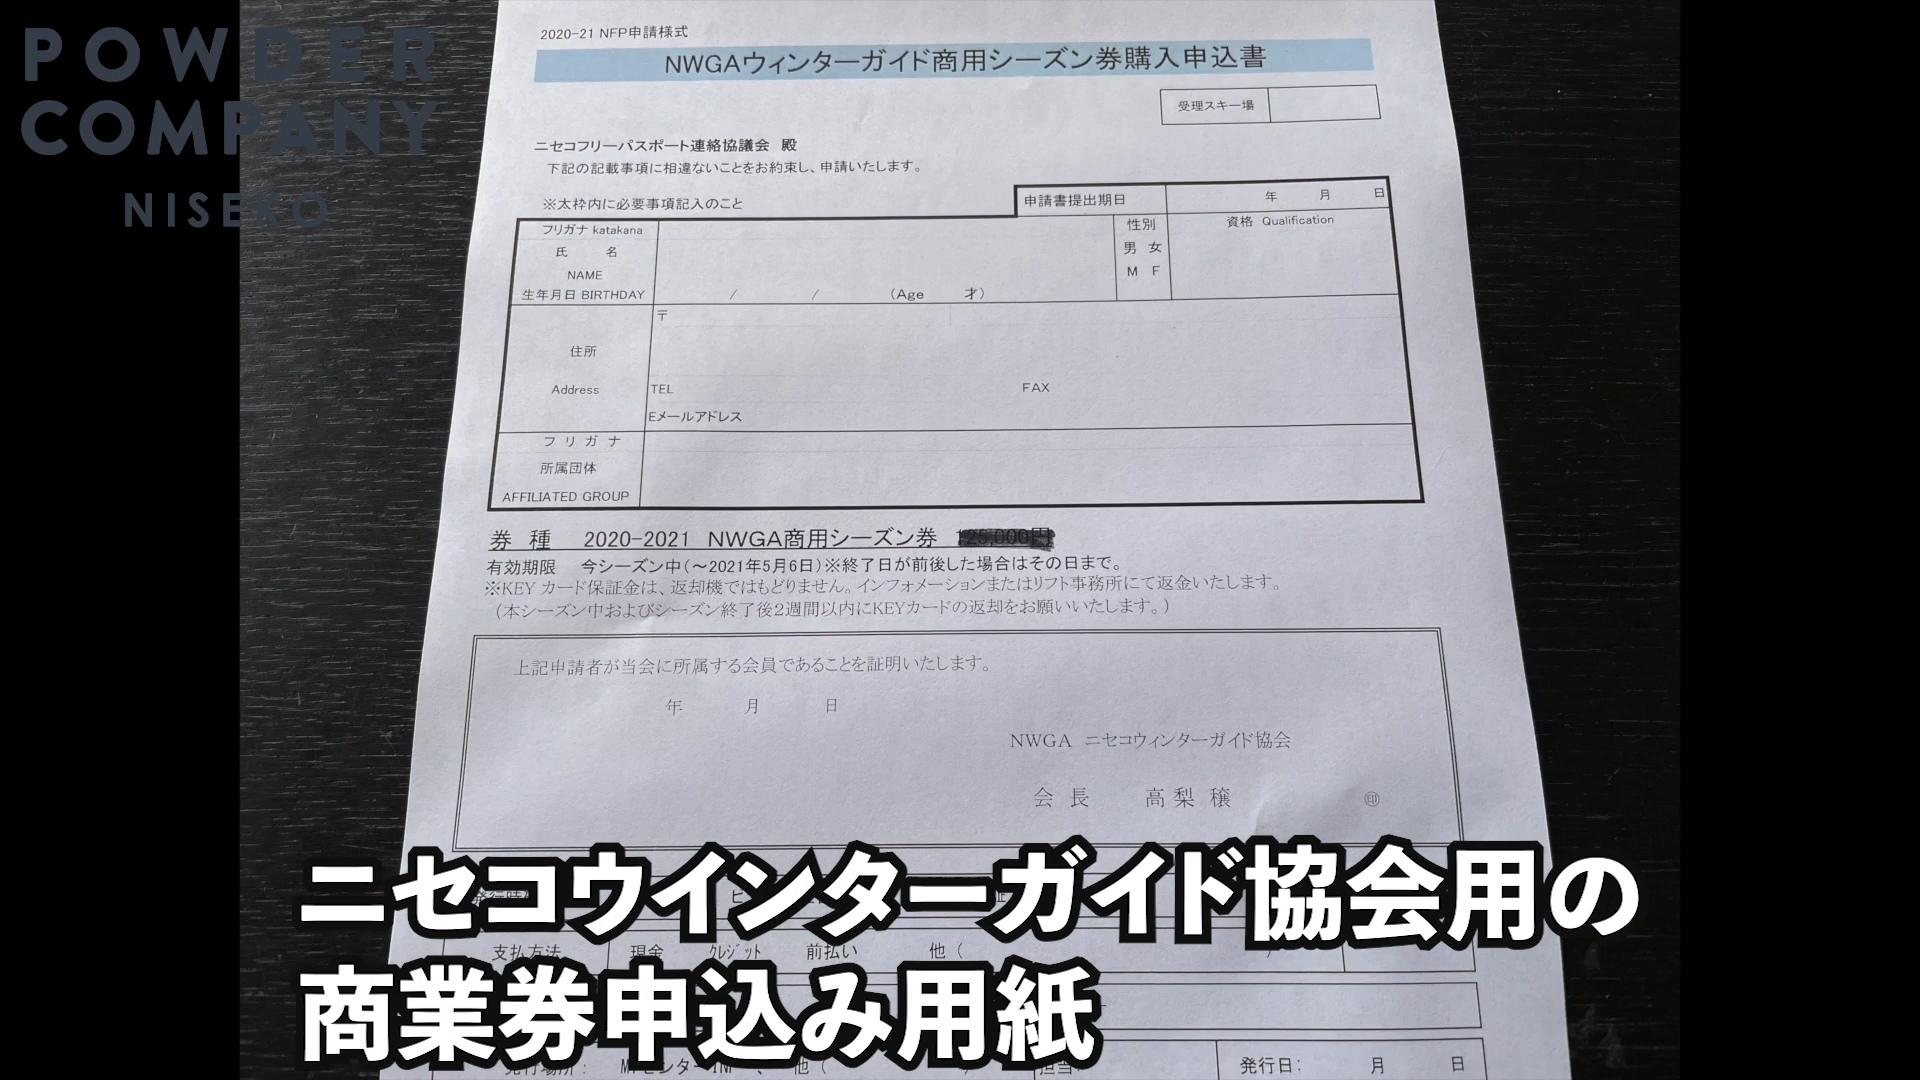 POWDER
COMPANY
NISEKO
2020-21 NFP申請様式
NWGAウィンターガイド商用シーズン券購入申込書
受理スキー場
ニセコフリーパスポート連絡協議会 殿
下記の記載事項に相違ないことをお約束し、申請いたします。
※太枠内に必要事項記入のこと
申請書提出期日 年 月 日
フリガナ katakana
氏 名
NAME
性別
男 女
M F
資格 Qualification
生年月日 BIRTHDAY / / (Age 才)
〒
住所
Address
TEL FAX
Eメールアドレス
フリガナ
所属団体
AFFILIATED GROUP
券 種 2020-2021 NWGA商用シーズン券 125,000円
有効期限 今シーズン中(～2021年5月6日)※終了日が前後した場合はその日まで。
※KEYカード保証金は、返却機ではもどりません。インフォメーションまたはリフト事務所にて返金いたします。
(本シーズン中およびシーズン終了後2週間以内にKEYカードの返却をお願いいたします。)
上記申請者が当会に所属する会員であることを証明いたします。
年 月 日
NWGA ニセコウィンターガイド協会
会 長 高 梨 穣 ㊞
支払方法 現金 クレジット 前払い 他(
発行日: 月 日
ニセコウインターガイド協会用の
商業券申込み用紙